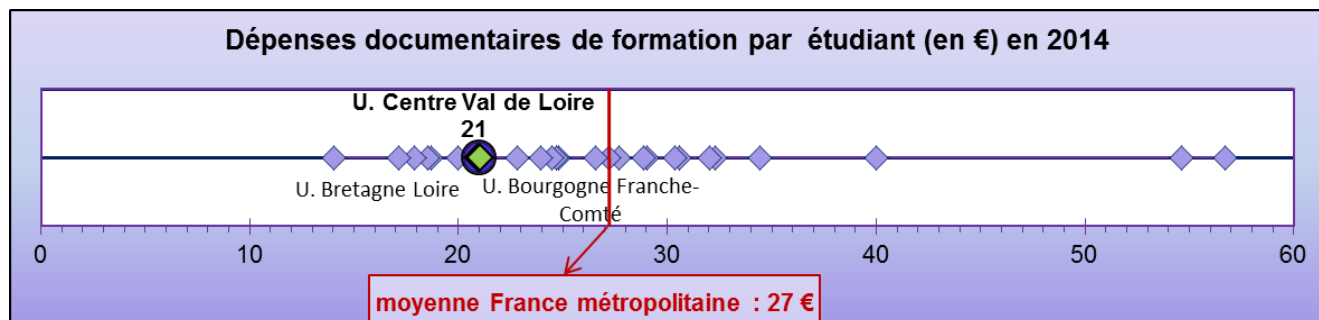 Dépenses documentaires de formation par étudiant (en €) en 2014
U. Centre Val de Loire
21
U. Bretagne Loire
U. Bourgogne Franche-
Comté
0 10 20 30 40 50 60
moyenne France métropolitaine : 27 €